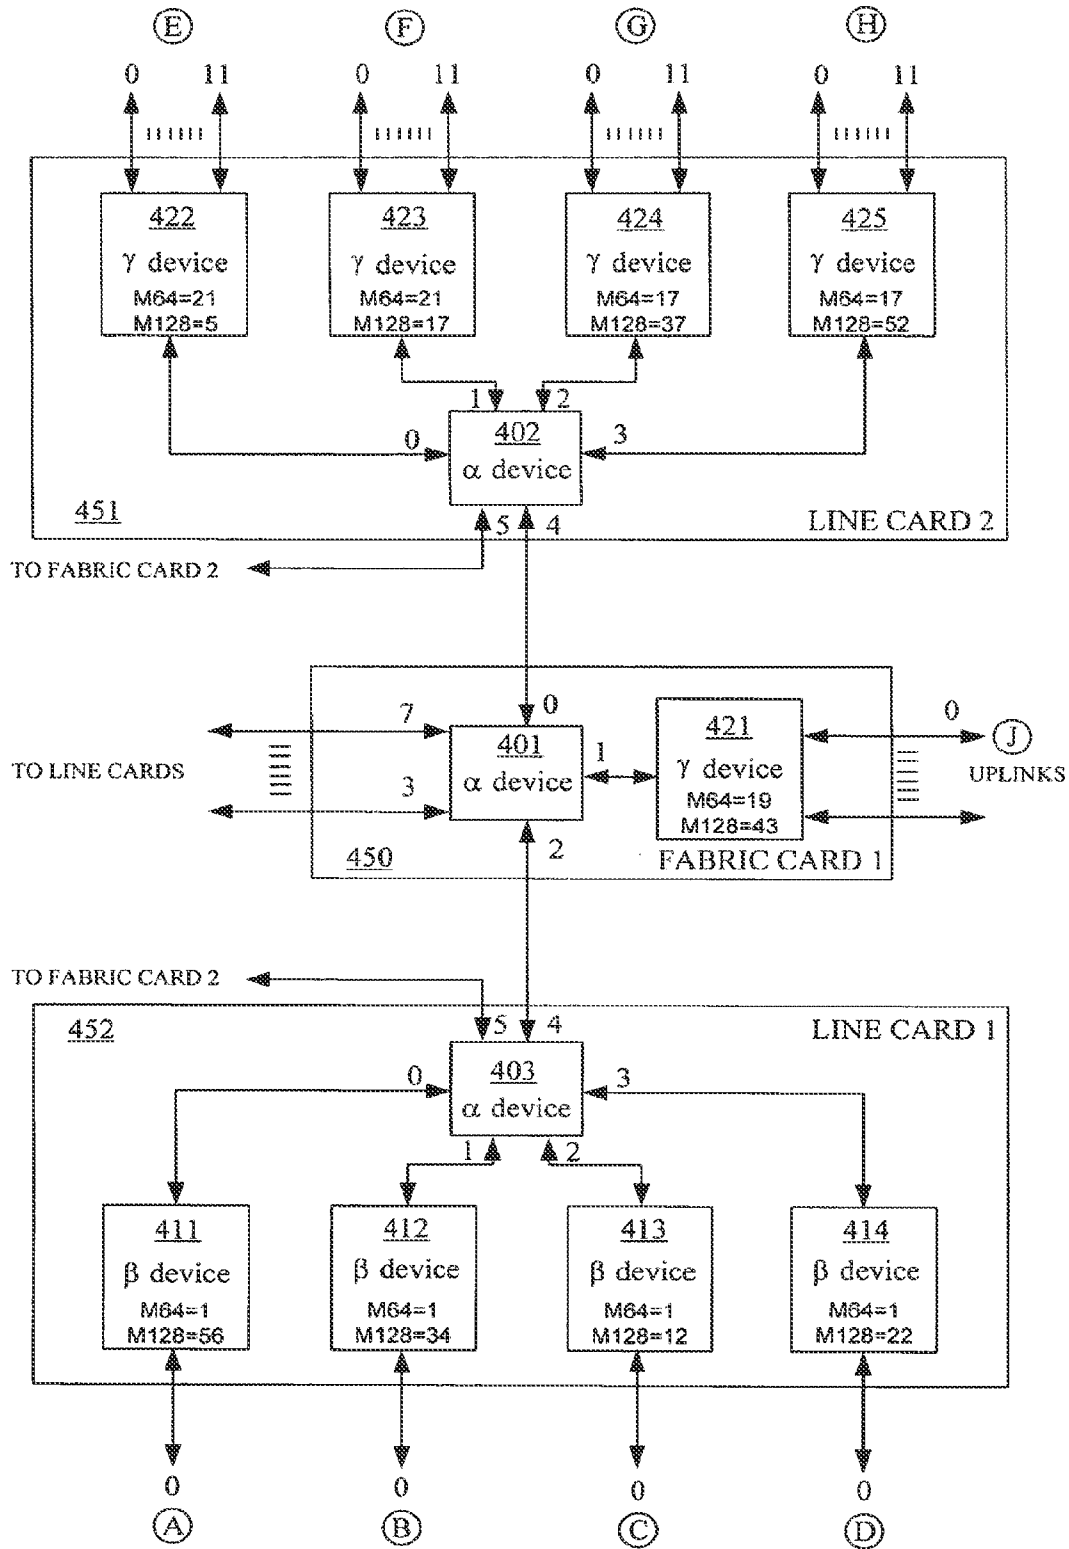 E F G H
0 11 0 11 0 11 0 11
422 423 424 425
γ device γ device γ device γ device
M64=21 M64=21 M64=17 M64=17
M128=5 M128=17 M128=37 M128=52
1 2
0 402 3
α device
451 5 4 LINE CARD 2
TO FABRIC CARD 2
0
7 401 1 421 0 J
TO LINE CARDS α device γ device UPLINKS
3 M64=19
M128=43
450 2 FABRIC CARD 1
TO FABRIC CARD 2
452 5 4 LINE CARD 1
0 403 3
α device
1 2
411 412 413 414
β device β device β device β device
M64=1 M64=1 M64=1 M64=1
M128=56 M128=34 M128=12 M128=22
0 0 0 0
A B C D